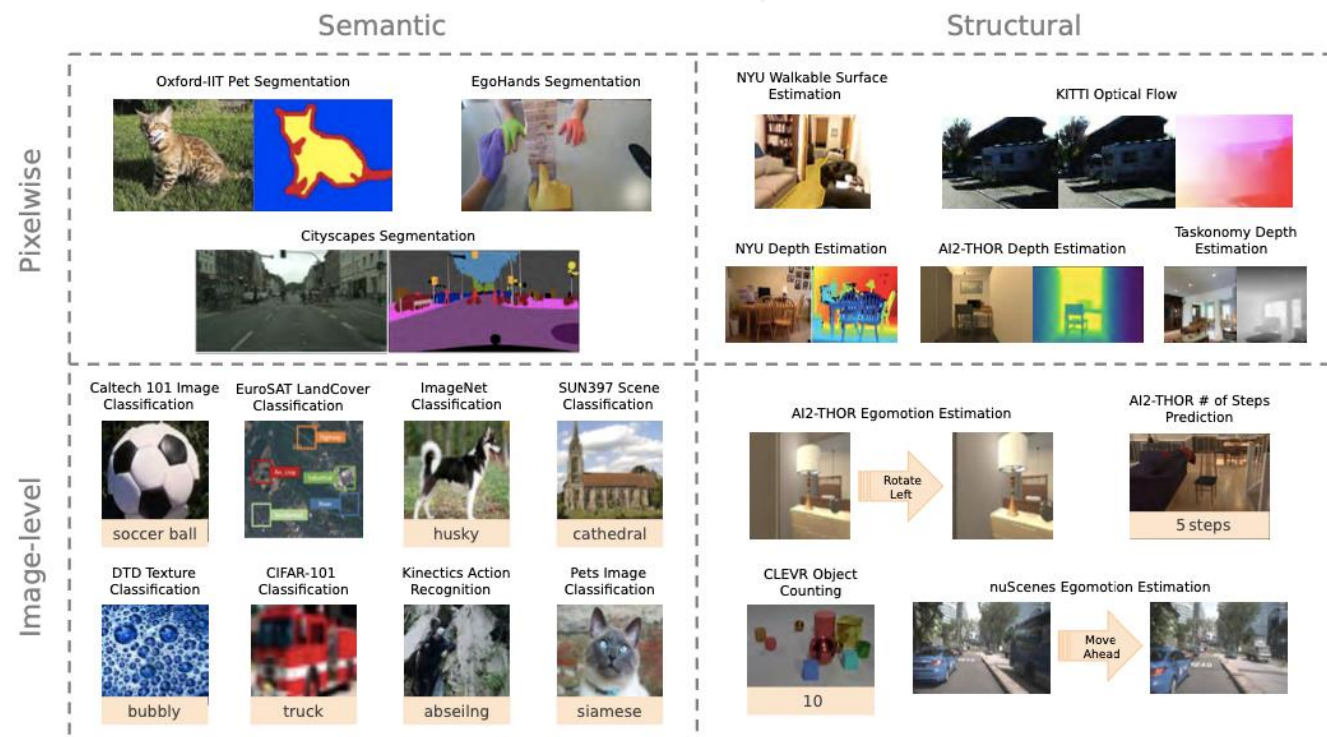 Semantic
Structural
Pixelwise
Oxford-IIT Pet Segmentation
EgoHands Segmentation
Cityscapes Segmentation
NYU Walkable Surface
Estimation
KITTI Optical Flow
NYU Depth Estimation
AI2-THOR Depth Estimation
Taskonomy Depth
Estimation
Image-level
Caltech 101 Image
Classification
soccer ball
EuroSAT LandCover
Classification
Highway
Industrial
River
Residential
ImageNet
Classification
husky
SUN397 Scene
Classification
cathedral
DTD Texture
Classification
bubbly
CIFAR-101
Classification
truck
Kinectics Action
Recognition
abseilng
Pets Image
Classification
siamese
AI2-THOR Egomotion Estimation
Rotate
Left
AI2-THOR # of Steps
Prediction
5 steps
CLEVR Object
Counting
10
nuScenes Egomotion Estimation
Move
Ahead